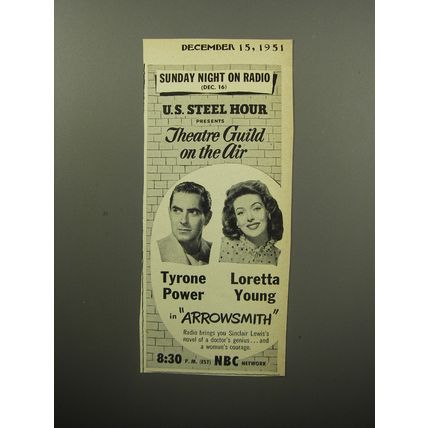 DECEMBER 15, 1951
SUNDAY NIGHT ON RADIO
(DEC. 16)
U.S. STEEL HOUR
PRESENTS
Theatre Guild
on the Air
Tyrone Power
Loretta Young
in "ARROWSMITH"
Radio brings you Sinclair Lewis's
novel of a doctor's genius...and
a woman's courage.
8:30 P.M. (EST) NBC NETWORK